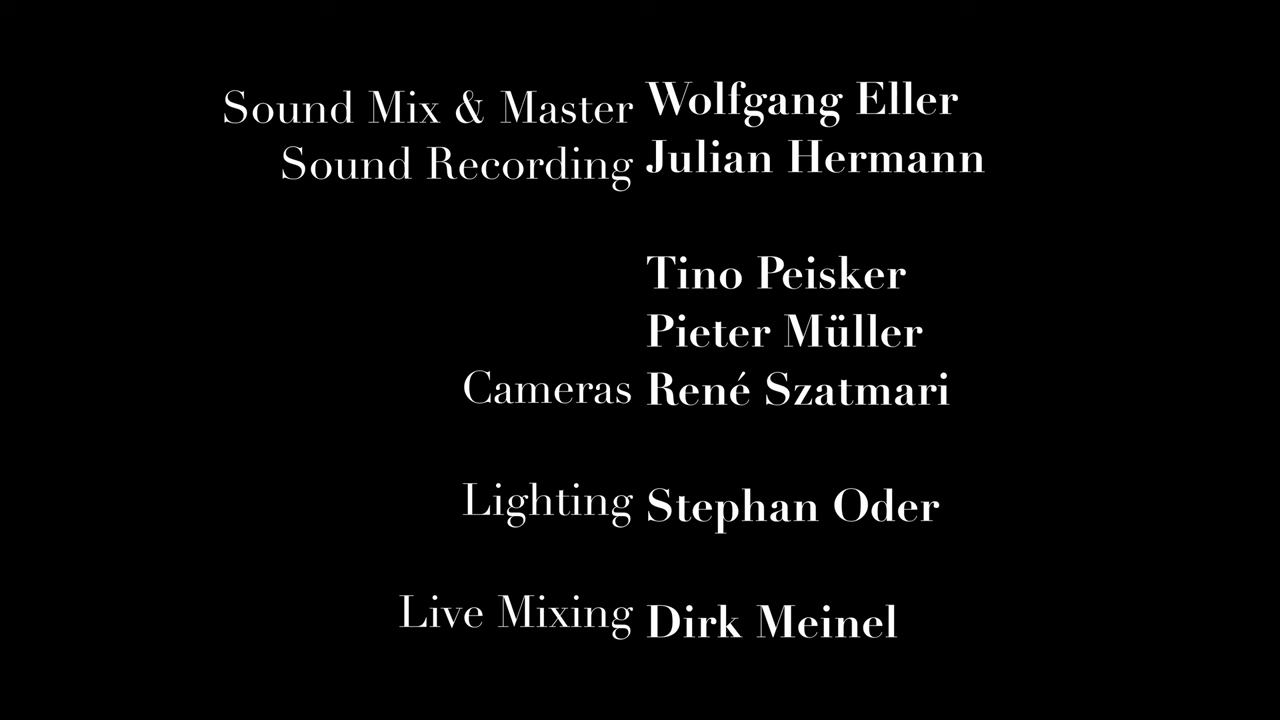 Sound Mix & Master Wolfgang Eller
Sound Recording Julian Hermann
Tino Peisker
Pieter Müller
Cameras René Szatmari
Lighting Stephan Oder
Live Mixing Dirk Meinel